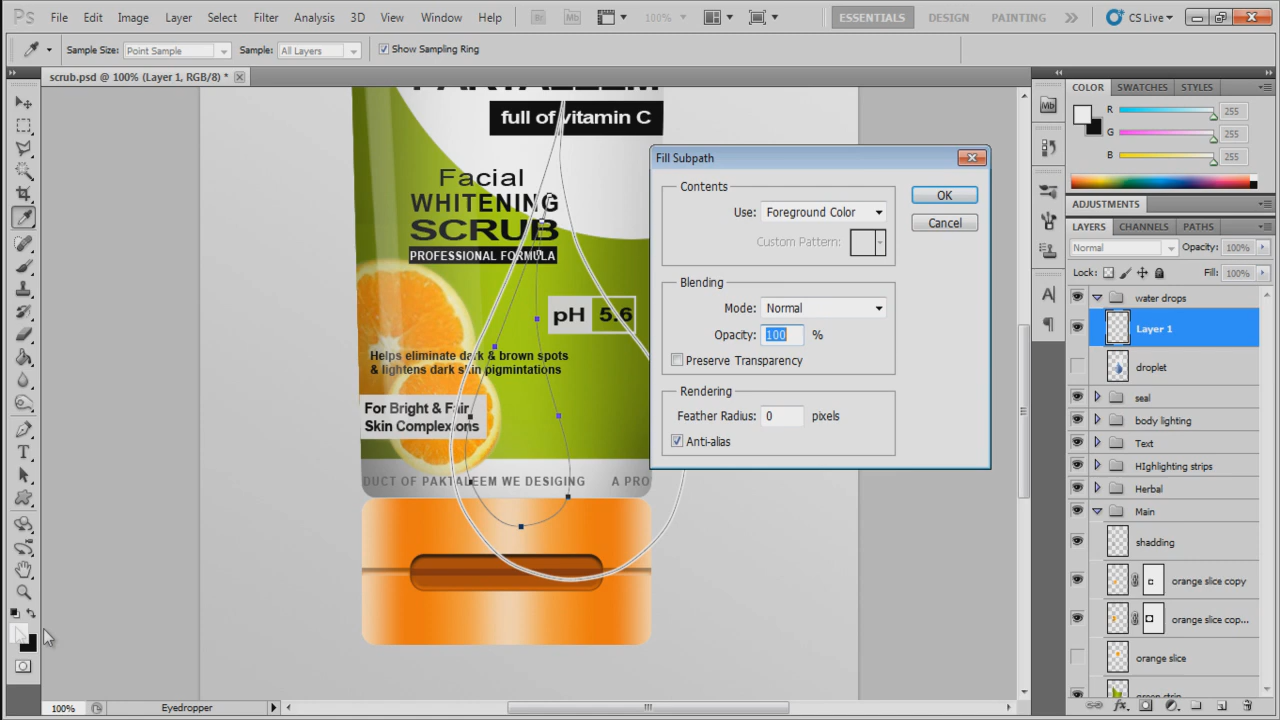 Ps File Edit Image Layer Select Filter Analysis 3D View Window Help Br Mb 100% ESSENTIALS DESIGN PAINTING CS Live
Sample Size: Point Sample Sample: All Layers Show Sampling Ring
scrub.psd @ 100% (Layer 1, RGB/8) *
full of vitamin C
Facial
WHITENING
SCRUB
PROFESSIONAL FORMULA
pH 5.6
Helps eliminate dark & brown spots
& lightens dark skin pigmintations
For Bright & Fair
Skin Complexions
DUCT OF PAKTALEEM WE DESIGING A PRO
Fill Subpath
Contents
Use: Foreground Color
Custom Pattern:
OK
Cancel
Blending
Mode: Normal
Opacity: 100 %
Preserve Transparency
Rendering
Feather Radius: 0 pixels
Anti-alias
Mb
COLOR SWATCHES STYLES
R 255
G 255
B 255
ADJUSTMENTS
LAYERS CHANNELS PATHS
Normal Opacity: 100%
Lock: Fill: 100%
water drops
Layer 1
droplet
seal
body lighting
Text
HIghlighting strips
Herbal
Main
shadding
orange slice copy
orange slice cop...
orange slice
green strip
100% Eyedropper